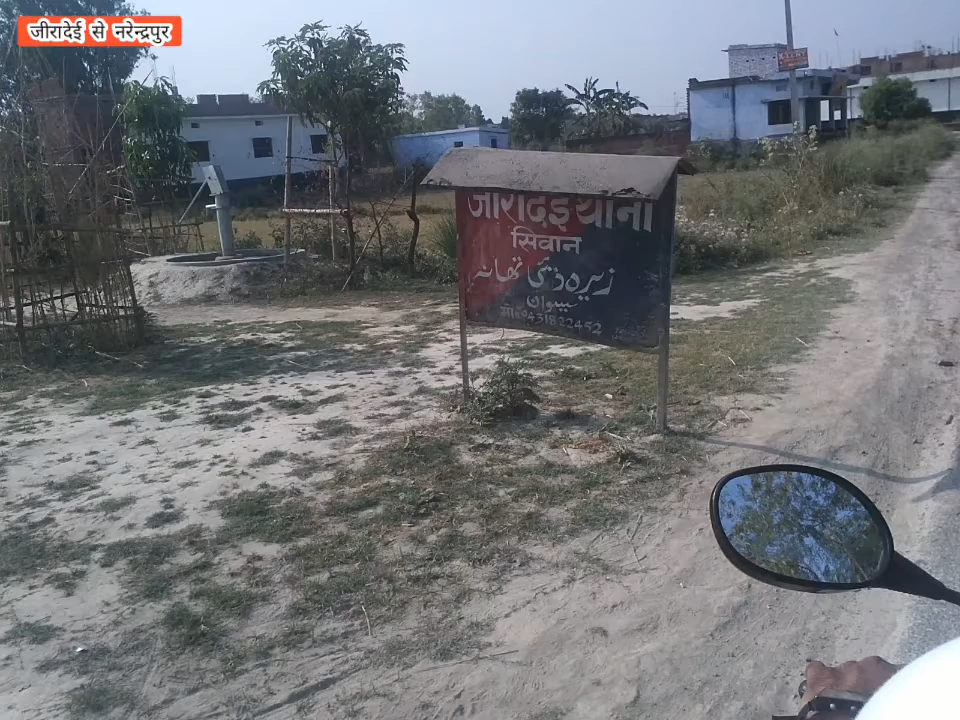 जीरादेई से नरेन्द्रपुर
जीरादेई थाना
सिवान
زیرہ دئی تھانہ
سیوان
मो०9431822452